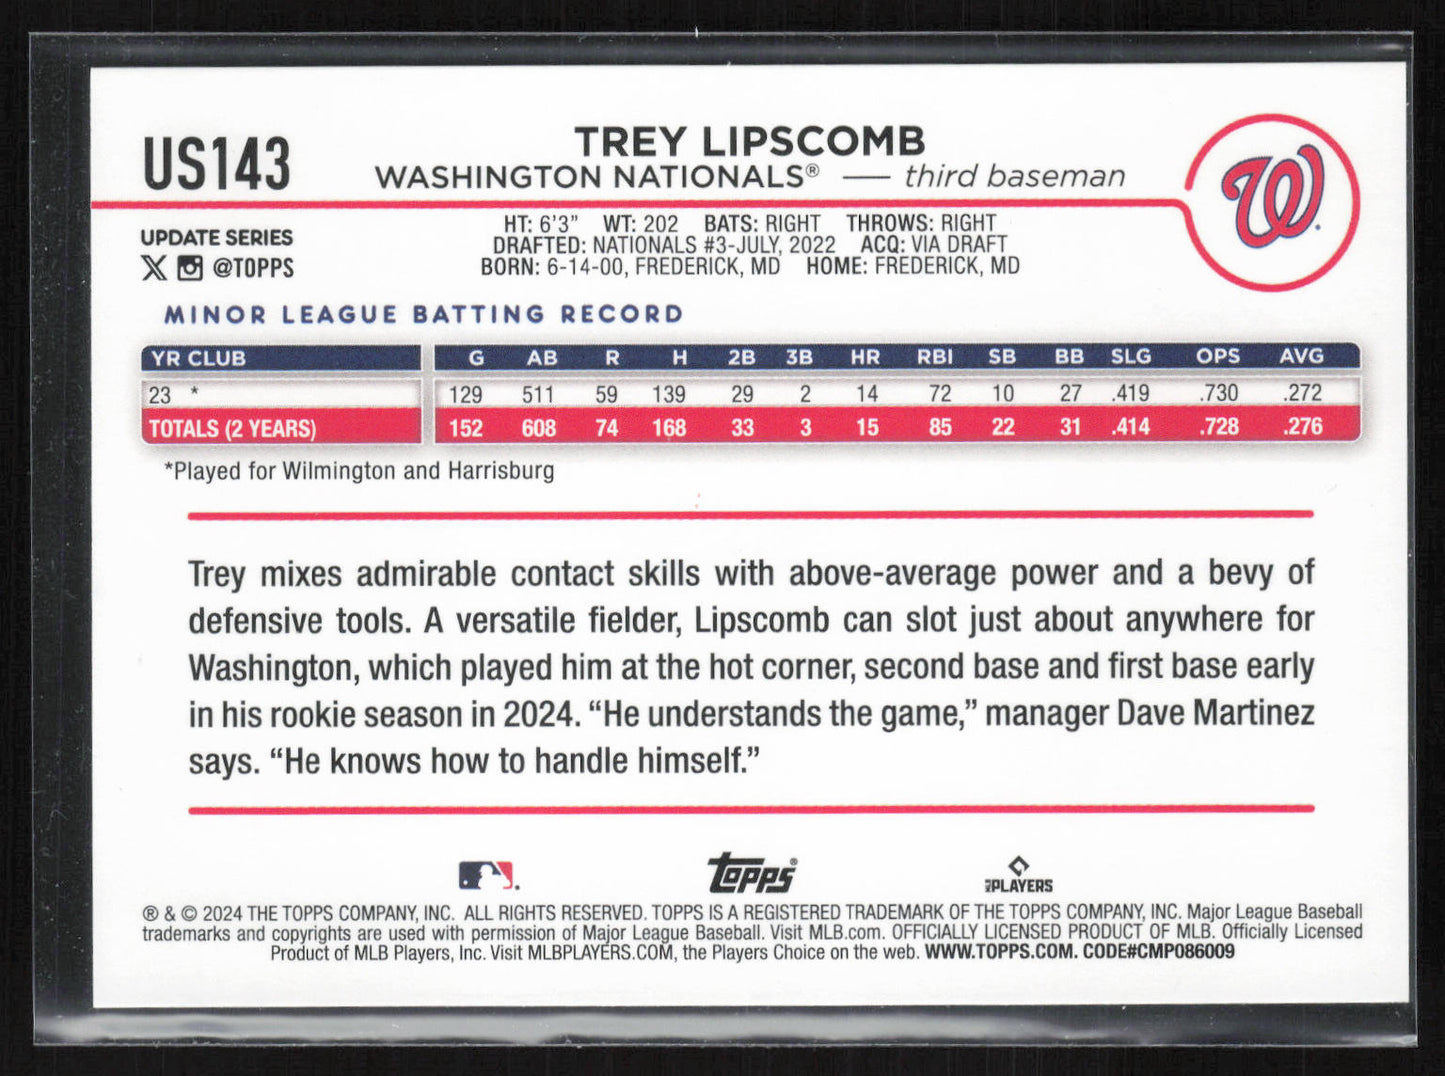 US143
TREY LIPSCOMB
WASHINGTON NATIONALS® — third baseman
W
UPDATE SERIES
X @TOPPS
HT: 6'3" WT: 202 BATS: RIGHT THROWS: RIGHT
DRAFTED: NATIONALS #3-JULY, 2022 ACQ: VIA DRAFT
BORN: 6-14-00, FREDERICK, MD HOME: FREDERICK, MD
MINOR LEAGUE BATTING RECORD
YR CLUB G AB R H 2B 3B HR RBI SB BB SLG OPS AVG
23 * 129 511 59 139 29 2 14 72 10 27 .419 .730 .272
TOTALS (2 YEARS) 152 608 74 168 33 3 15 85 22 31 .414 .728 .276
*Played for Wilmington and Harrisburg
Trey mixes admirable contact skills with above-average power and a bevy of
defensive tools. A versatile fielder, Lipscomb can slot just about anywhere for
Washington, which played him at the hot corner, second base and first base early
in his rookie season in 2024. “He understands the game,” manager Dave Martinez
says. “He knows how to handle himself.”
Topps®
PLAYERS
® & © 2024 THE TOPPS COMPANY, INC. ALL RIGHTS RESERVED. TOPPS IS A REGISTERED TRADEMARK OF THE TOPPS COMPANY, INC. Major League Baseball
trademarks and copyrights are used with permission of Major League Baseball. Visit MLB.com. OFFICIALLY LICENSED PRODUCT OF MLB. Officially Licensed
Product of MLB Players, Inc. Visit MLBPLAYERS.COM, the Players Choice on the web. WWW.TOPPS.COM. CODE#CMP086009